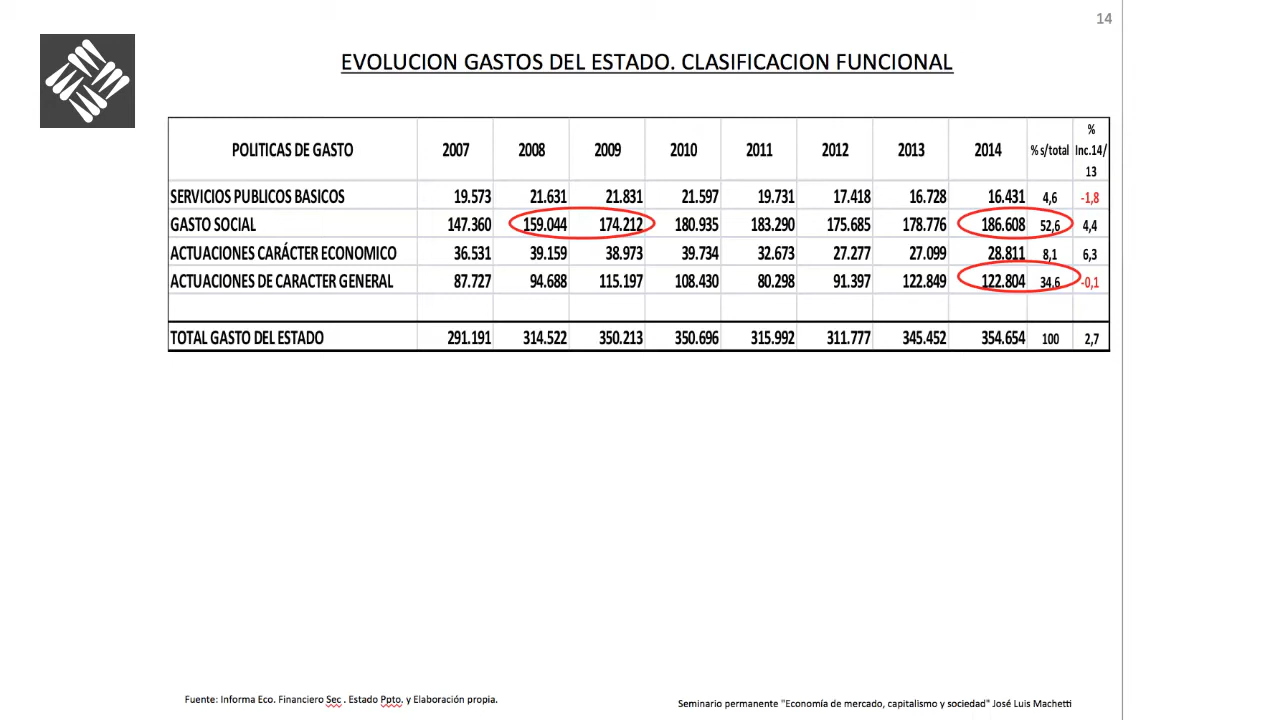 14
EVOLUCION GASTOS DEL ESTADO. CLASIFICACION FUNCIONAL
POLITICAS DE GASTO 2007 2008 2009 2010 2011 2012 2013 2014 % s/total % Inc.14/ 13
SERVICIOS PUBLICOS BASICOS 19.573 21.631 21.831 21.597 19.731 17.418 16.728 16.431 4,6 -1,8
GASTO SOCIAL 147.360 159.044 174.212 180.935 183.290 175.685 178.776 186.608 52,6 4,4
ACTUACIONES CARÁCTER ECONOMICO 36.531 39.159 38.973 39.734 32.673 27.277 27.099 28.811 8,1 6,3
ACTUACIONES DE CARACTER GENERAL 87.727 94.688 115.197 108.430 80.298 91.397 122.849 122.804 34,6 -0,1
TOTAL GASTO DEL ESTADO 291.191 314.522 350.213 350.696 315.992 311.777 345.452 354.654 100 2,7
Fuente: Informa Eco. Financiero Sec . Estado Ppto. y Elaboración propia.
Seminario permanente "Economía de mercado, capitalismo y sociedad" José Luis Machetti